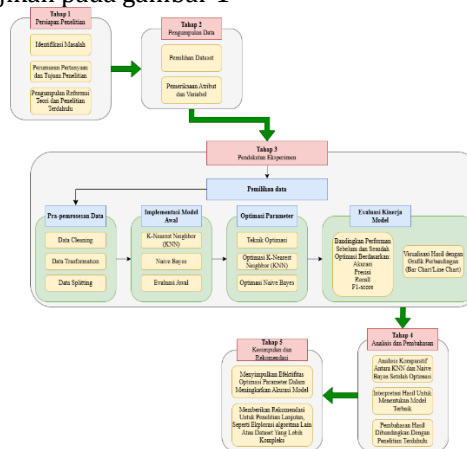 jikan pada gambar 1
Tahap 1
Persiapan Penelitian
Identifikasi Masalah
Perumusan Pertanyaan
dan Tujuan Penelitian
Pengumpulan Referensi
Teori dan Penelitian
Terdahulu
Tahap 2
Pengumpulan Data
Pemilihan Dataset
Pemeriksaan Atribut
dan Variabel
Tahap 3
Pendekatan Eksperimen
Pemilihan data
Pra-pemrosesan Data
Data Cleaning
Data Transformation
Data Splitting
Implementasi Model
Awal
K-Nearest Neighbor
(KNN)
Naive Bayes
Evaluasi Awal
Optimasi Parameter
Teknik Optimasi
Optimasi K-Nearest
Neighbor (KNN)
Optimasi Naive Bayes
Evaluasi Kinerja
Model
Bandingkan Performan
Sebelum dan Sesudah
Optimasi Berdasarkan:
Akurasi
Presisi
Recall
F1-score
Visualisasi Hasil dengan
Grafik Perbandingan
(Bar Chart/Line Chart)
Tahap 4
Analisis dan Pembahasan
Analisis Komparatif
Antara KNN dan Naive
Bayes Setelah Optimasi
Interpretasi Hasil Untuk
Menentukan Model
Terbaik
Pembahasan Hasil
Dibandingkan Dengan
Penelitian Terdahulu
Tahap 5
Kesimpulan dan
Rekomendasi
Menyimpulkan Efektifitas
Optimasi Parameter Dalam
Meningkatkan Akurasi Model
Memberikan Rekomendasi
Untuk Penelitian Lanjutan,
Seperti Eksplorasi algoritma Lain
Atau Dataset Yang Lebih
Kompleks